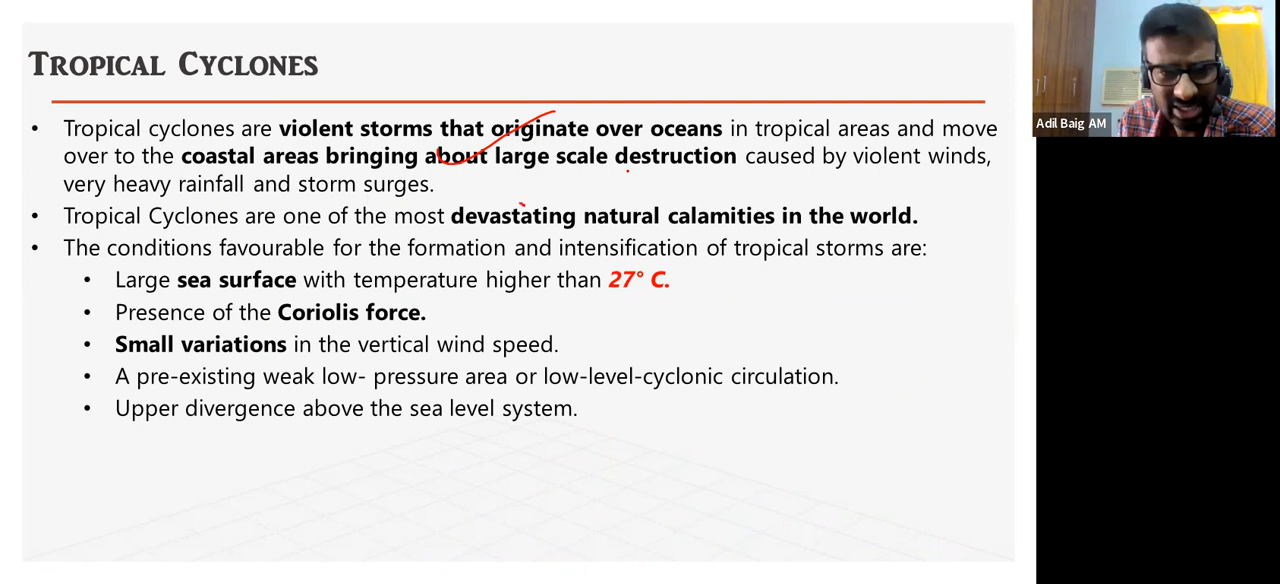 TROPICAL CYCLONES
• Tropical cyclones are violent storms that originate over oceans in tropical areas and move
over to the coastal areas bringing about large scale destruction caused by violent winds,
very heavy rainfall and storm surges.
• Tropical Cyclones are one of the most devastating natural calamities in the world.
• The conditions favourable for the formation and intensification of tropical storms are:
• Large sea surface with temperature higher than 27° C.
• Presence of the Coriolis force.
• Small variations in the vertical wind speed.
• A pre-existing weak low- pressure area or low-level-cyclonic circulation.
• Upper divergence above the sea level system.
Adil Baig AM